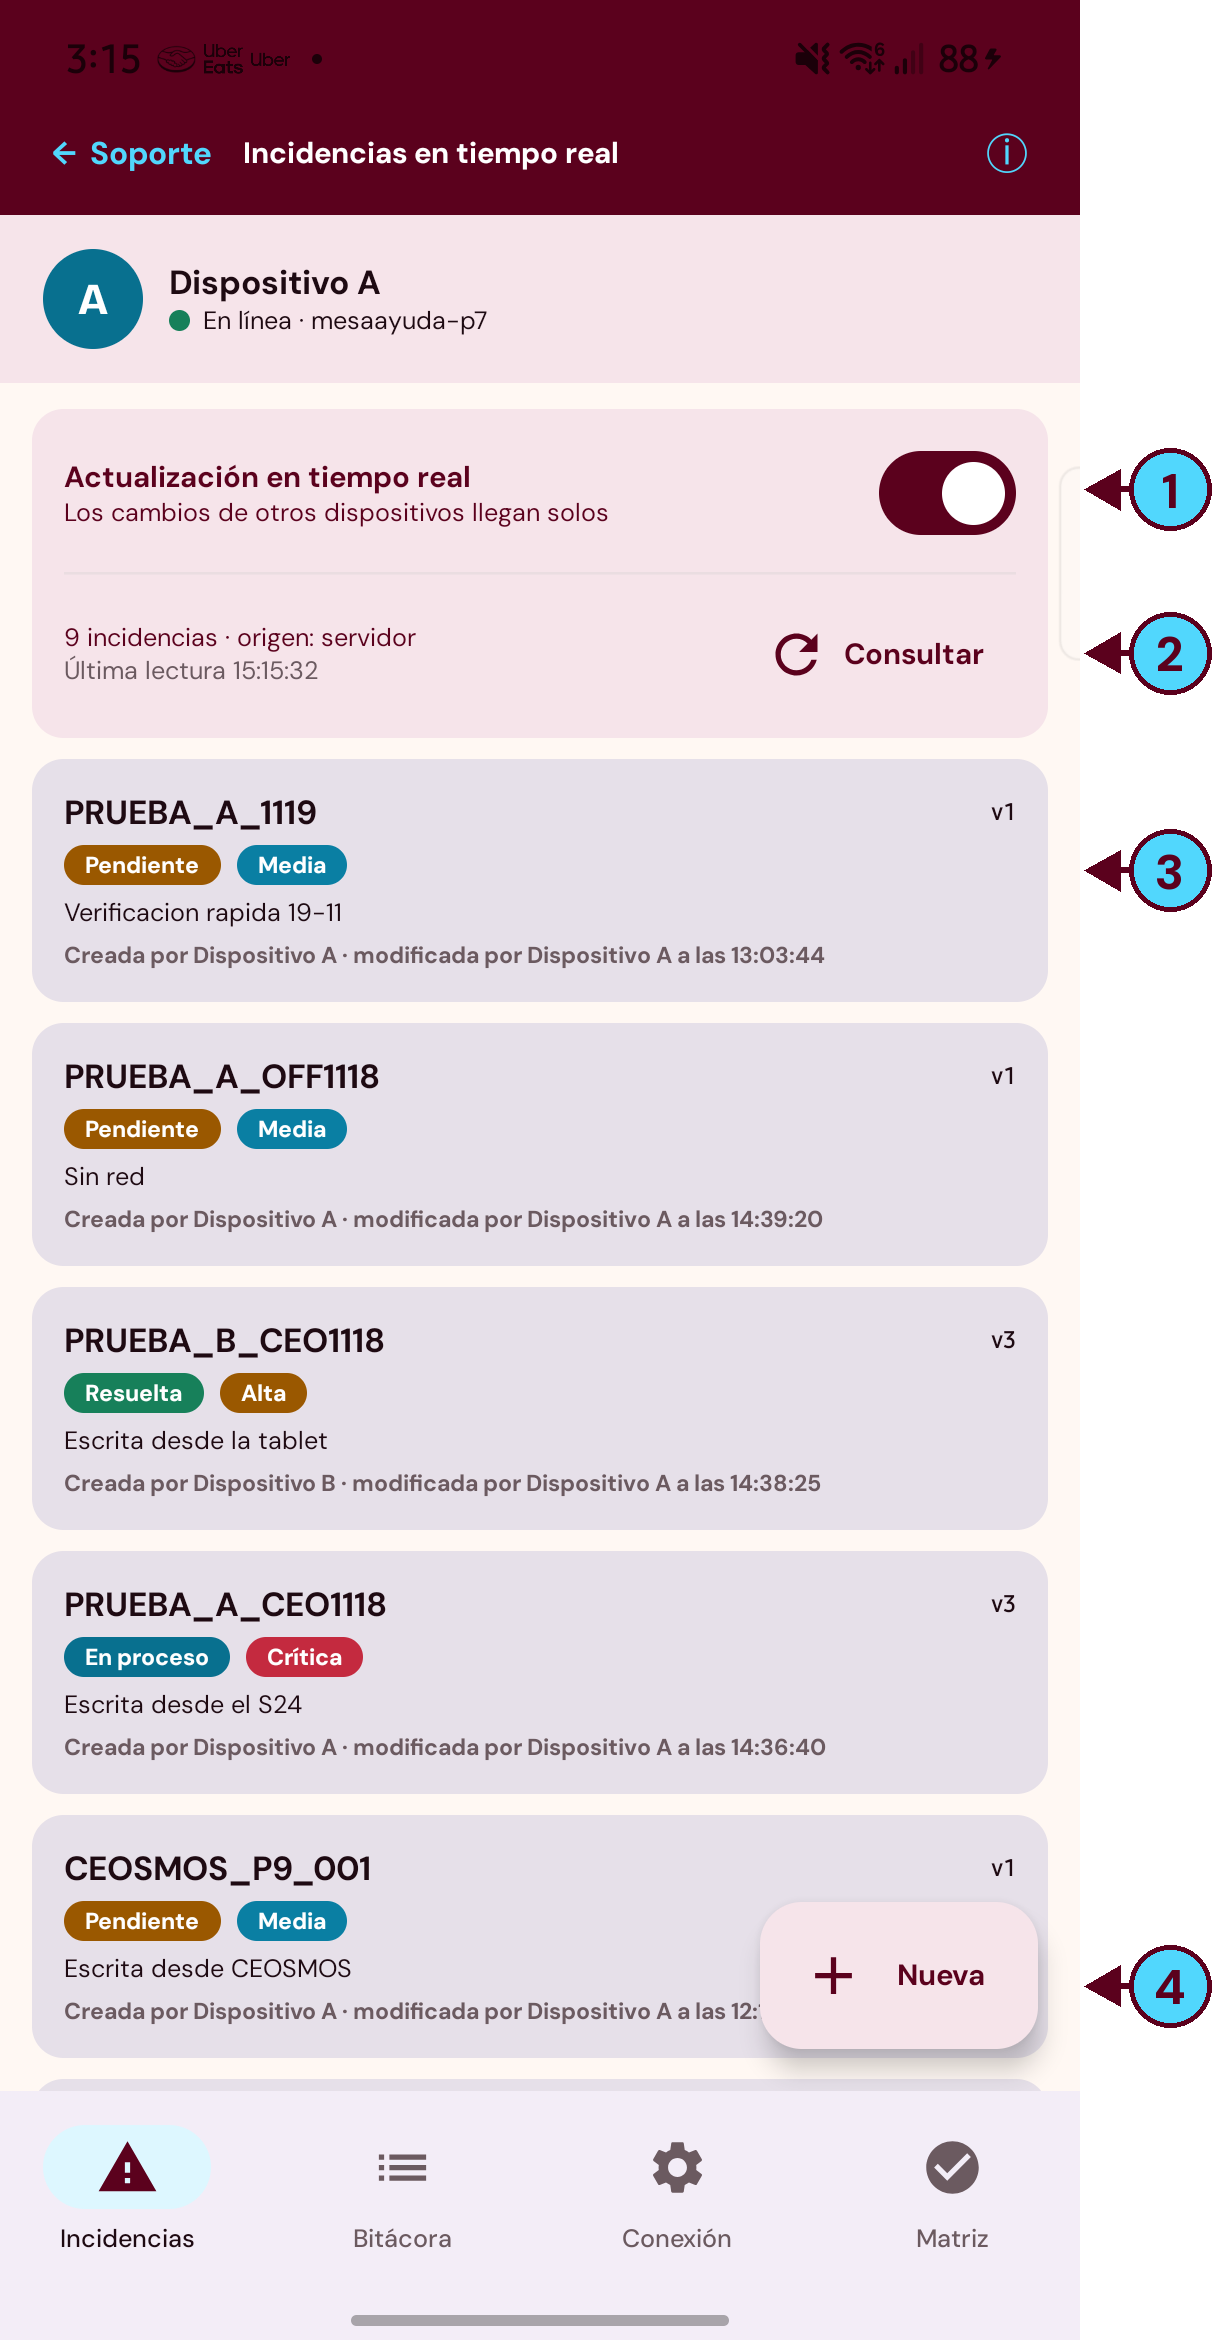 3:15 Uber Eats Uber 6 88
← Soporte Incidencias en tiempo real
A
Dispositivo A
En línea · mesaayuda-p7
Actualización en tiempo real
Los cambios de otros dispositivos llegan solos
1
9 incidencias · origen: servidor
Última lectura 15:15:32
Consultar
2
PRUEBA_A_1119 v1
Pendiente Media
3
Verificacion rapida 19-11
Creada por Dispositivo A · modificada por Dispositivo A a las 13:03:44
PRUEBA_A_OFF1118 v1
Pendiente Media
Sin red
Creada por Dispositivo A · modificada por Dispositivo A a las 14:39:20
PRUEBA_B_CEO1118 v3
Resuelta Alta
Escrita desde la tablet
Creada por Dispositivo B · modificada por Dispositivo A a las 14:38:25
PRUEBA_A_CEO1118 v3
En proceso Crítica
Escrita desde el S24
Creada por Dispositivo A · modificada por Dispositivo A a las 14:36:40
CEOSMOS_P9_001 v1
Pendiente Media
Escrita desde CEOSMOS
Creada por Dispositivo A · modificada por Dispositivo A a las 12:
+ Nueva
4
Incidencias Bitácora Conexión Matriz